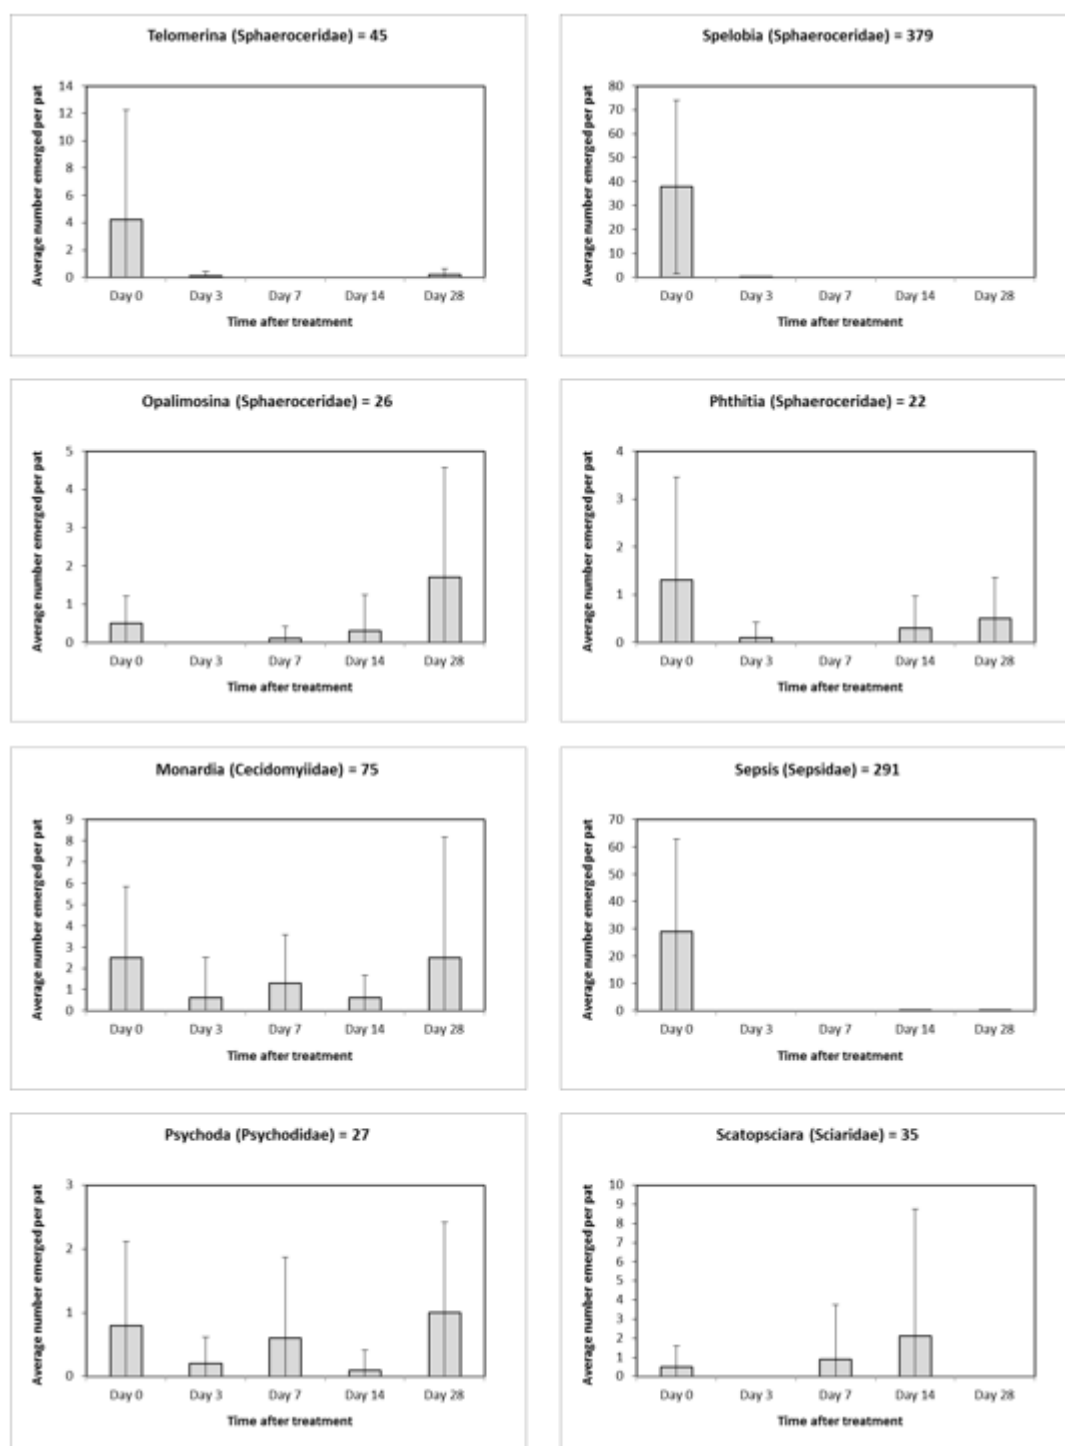 Telomerina (Sphaeroceridae) = 45
Average number emerged per pat
14
12
10
8
6
4
2
0
Day 0 Day 3 Day 7 Day 14 Day 28
Time after treatment
Spelobia (Sphaeroceridae) = 379
Average number emerged per pat
80
70
60
50
40
30
20
10
0
Day 0 Day 3 Day 7 Day 14 Day 28
Time after treatment
Opalimosina (Sphaeroceridae) = 26
Average number emerged per pat
5
4
3
2
1
0
Day 0 Day 3 Day 7 Day 14 Day 28
Time after treatment
Phthitia (Sphaeroceridae) = 22
Average number emerged per pat
4
3
2
1
0
Day 0 Day 3 Day 7 Day 14 Day 28
Time after treatment
Monardia (Cecidomyiidae) = 75
Average number emerged per pat
9
8
7
6
5
4
3
2
1
0
Day 0 Day 3 Day 7 Day 14 Day 28
Time after treatment
Sepsis (Sepsidae) = 291
Average number emerged per pat
70
60
50
40
30
20
10
0
Day 0 Day 3 Day 7 Day 14 Day 28
Time after treatment
Psychoda (Psychodidae) = 27
Average number emerged per pat
3
2
1
0
Day 0 Day 3 Day 7 Day 14 Day 28
Time after treatment
Scatopsciara (Sciaridae) = 35
Average number emerged per pat
10
9
8
7
6
5
4
3
2
1
0
Day 0 Day 3 Day 7 Day 14 Day 28
Time after treatment